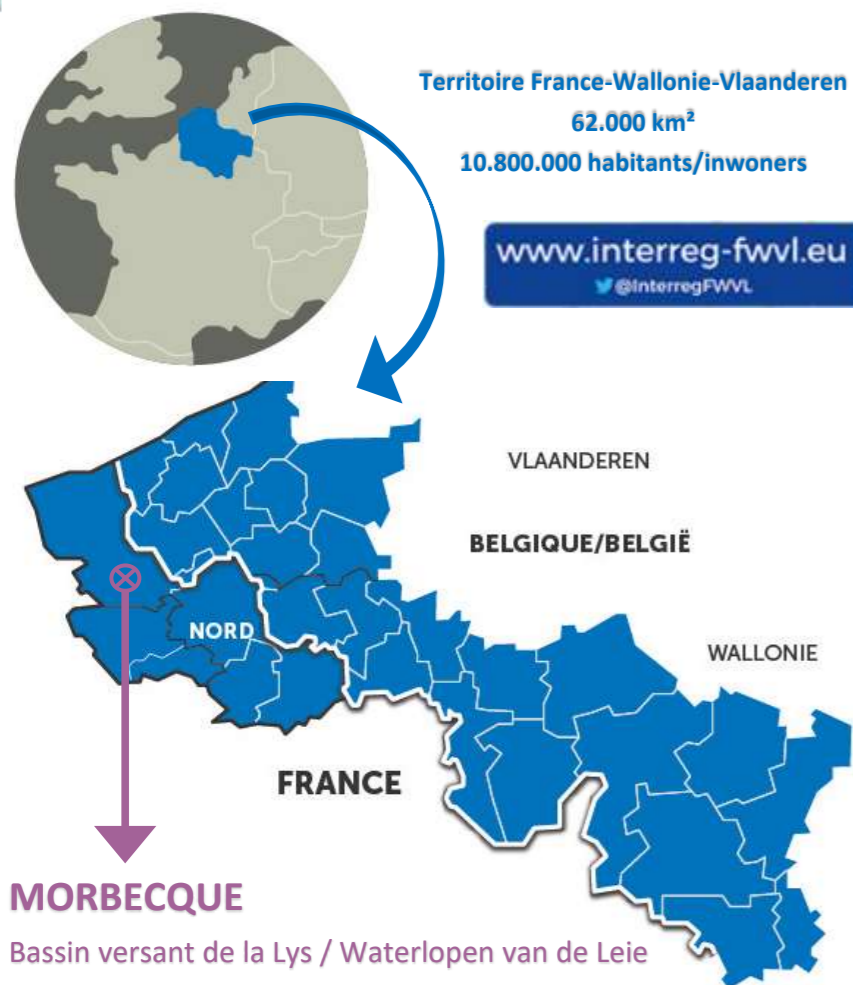 Territoire France-Wallonie-Vlaanderen
62.000 km²
10.800.000 habitants/inwoners
www.interreg-fwvl.eu
@InterregFWVL
VLAANDEREN
BELGIQUE/BELGIË
NORD
WALLONIE
FRANCE
MORBECQUE
Bassin versant de la Lys / Waterlopen van de Leie